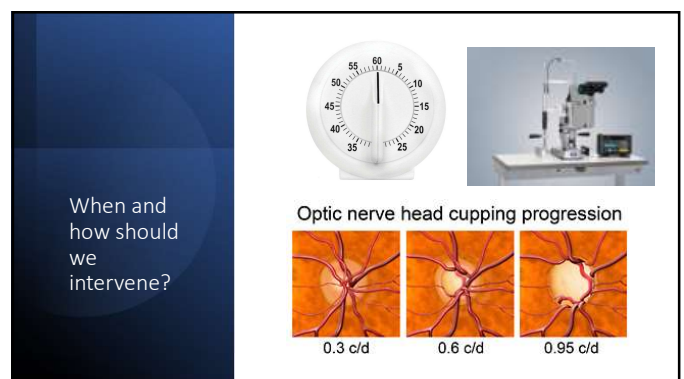 When and
how should
we
intervene?
60
55 5
50 10
45 15
40 20
35 25
Optic nerve head cupping progression
0.3 c/d 0.6 c/d 0.95 c/d